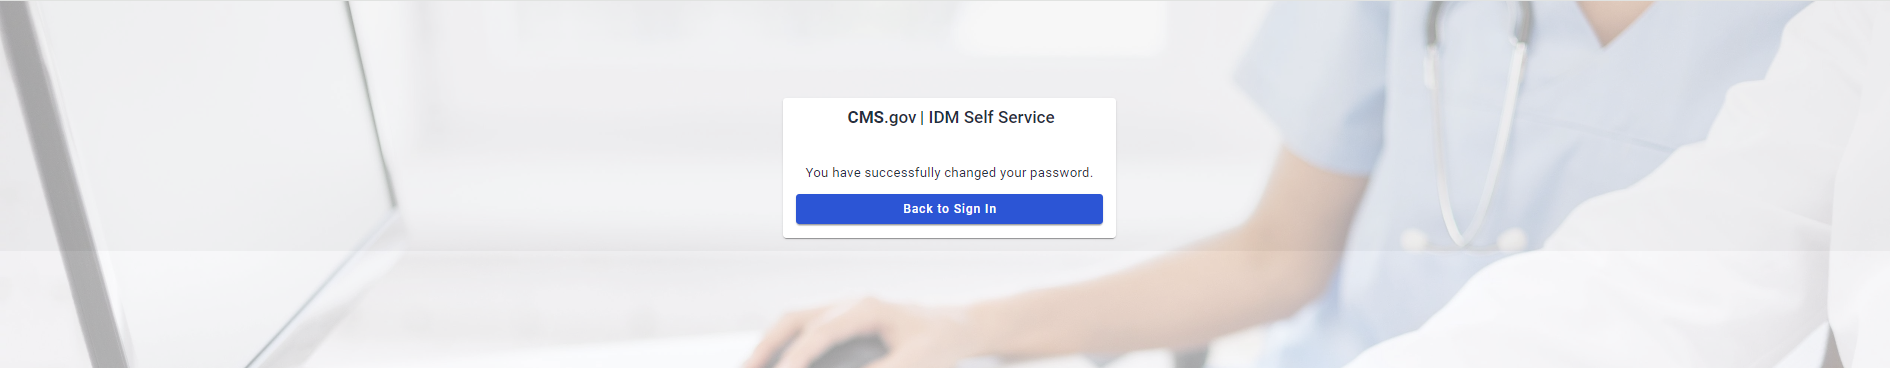 CMS.gov | IDM Self Service
You have successfully changed your password.
Back to Sign In